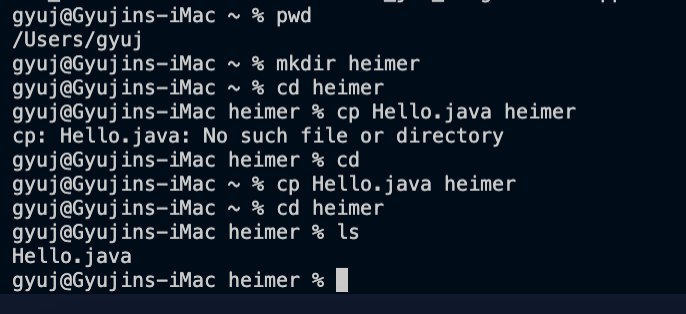 gyuj@Gyujins-iMac ~ % pwd
/Users/gyuj
gyuj@Gyujins-iMac ~ % mkdir heimer
gyuj@Gyujins-iMac ~ % cd heimer
gyuj@Gyujins-iMac heimer % cp Hello.java heimer
cp: Hello.java: No such file or directory
gyuj@Gyujins-iMac heimer % cd
gyuj@Gyujins-iMac ~ % cp Hello.java heimer
gyuj@Gyujins-iMac ~ % cd heimer
gyuj@Gyujins-iMac heimer % ls
Hello.java
gyuj@Gyujins-iMac heimer %